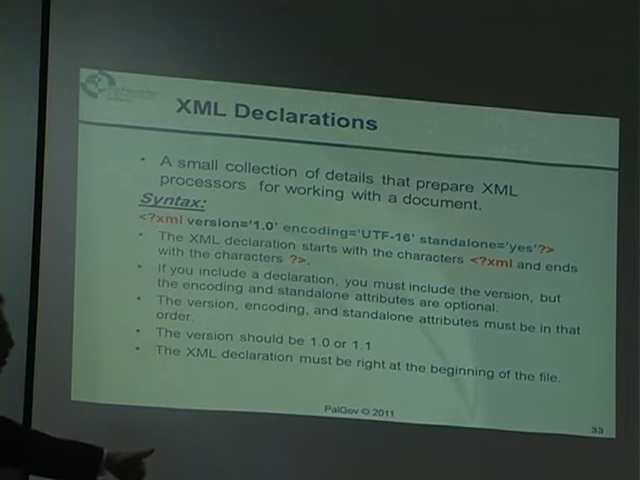 XML Declarations
• A small collection of details that prepare XML
processors for working with a document.
Syntax:
<?xml version='1.0' encoding='UTF-16' standalone='yes'?>
• The XML declaration starts with the characters <?xml and ends
with the characters ?>.
• If you include a declaration, you must include the version, but
the encoding and standalone attributes are optional.
• The version, encoding, and standalone attributes must be in that
order.
• The version should be 1.0 or 1.1
• The XML declaration must be right at the beginning of the file.
PalGov © 2011
33